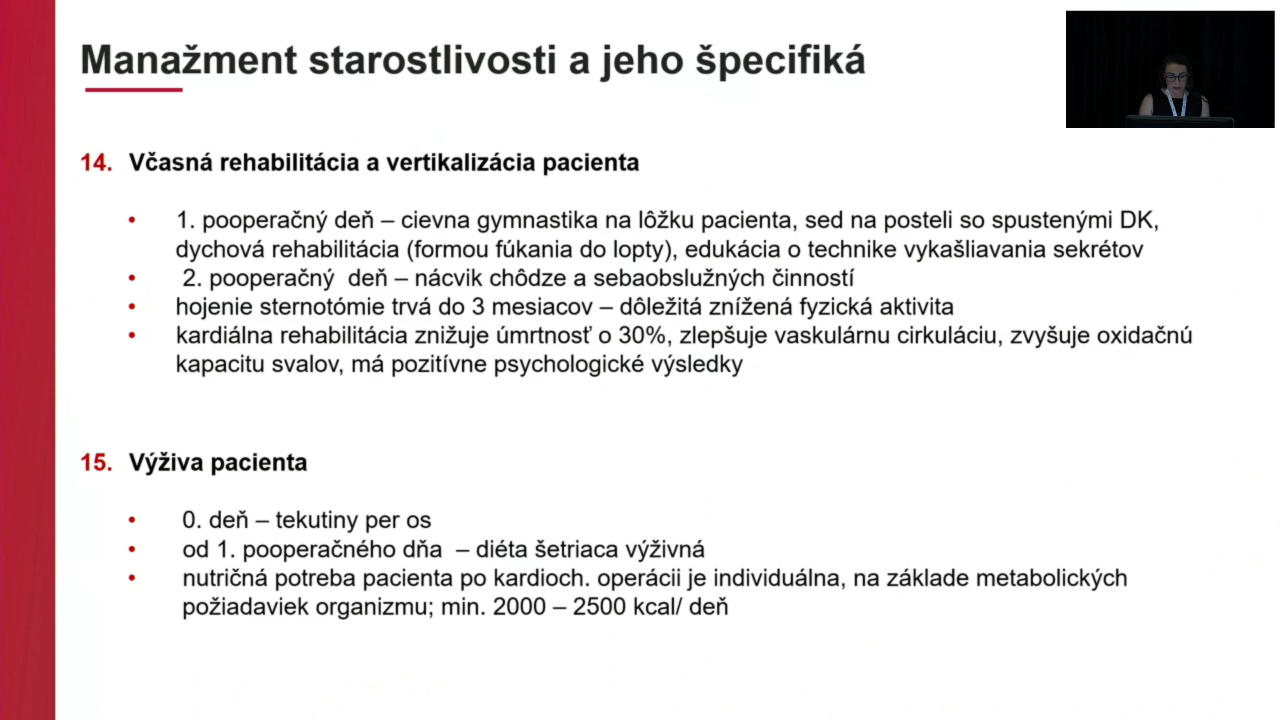 Manažment starostlivosti a jeho špecifiká
14. Včasná rehabilitácia a vertikalizácia pacienta
• 1. pooperačný deň – cievna gymnastika na lôžku pacienta, sed na posteli so spustenými DK,
dychová rehabilitácia (formou fúkania do lopty), edukácia o technike vykašliavania sekrétov
• 2. pooperačný deň – nácvik chôdze a sebaobslužných činností
• hojenie sternotómie trvá do 3 mesiacov – dôležitá znížená fyzická aktivita
• kardiálna rehabilitácia znižuje úmrtnosť o 30%, zlepšuje vaskulárnu cirkuláciu, zvyšuje oxidačnú
kapacitu svalov, má pozitívne psychologické výsledky
15. Výživa pacienta
• 0. deň – tekutiny per os
• od 1. pooperačného dňa – diéta šetriaca výživná
• nutričná potreba pacienta po kardioch. operácii je individuálna, na základe metabolických
požiadaviek organizmu; min. 2000 – 2500 kcal/ deň